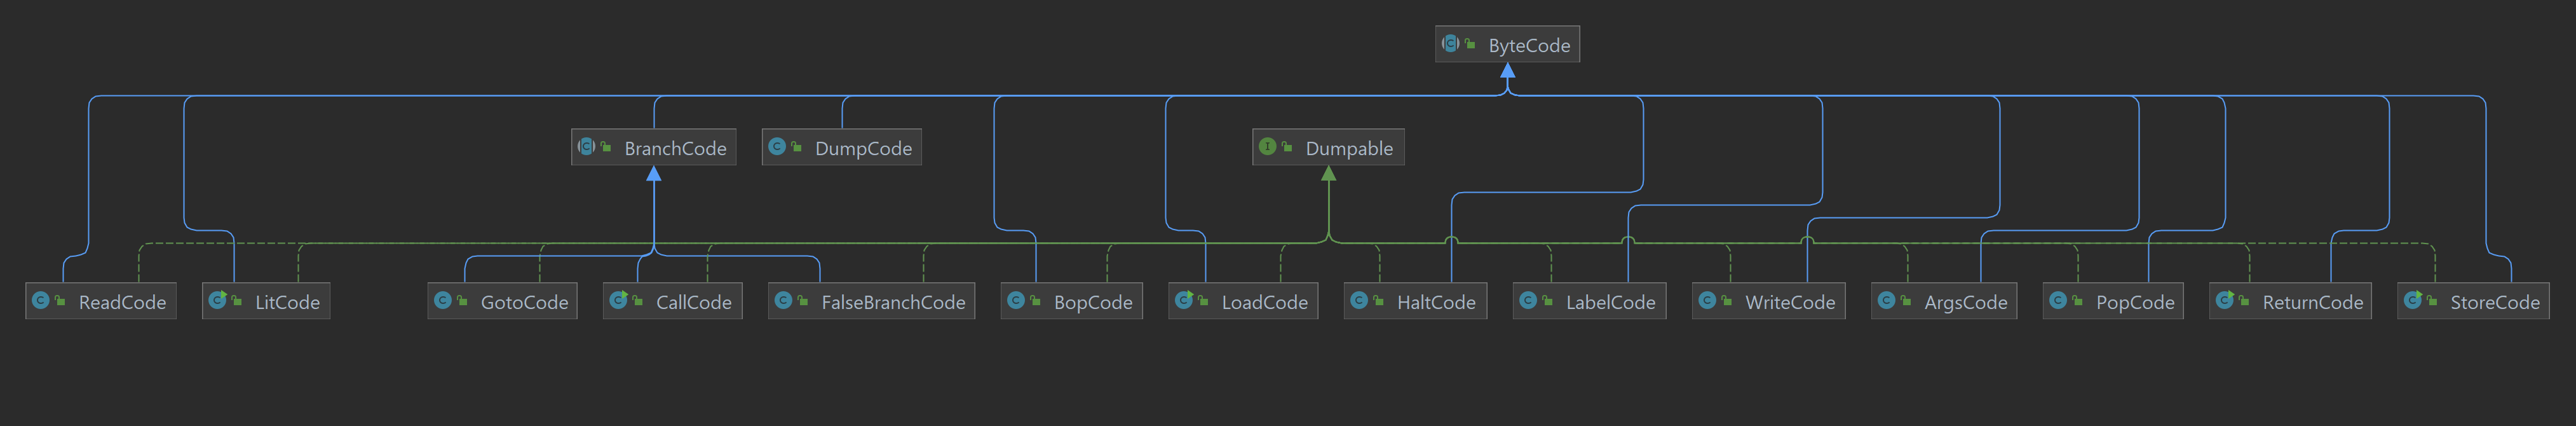 ByteCode
BranchCode
DumpCode
Dumpable
ReadCode
LitCode
GotoCode
CallCode
FalseBranchCode
BopCode
LoadCode
HaltCode
LabelCode
WriteCode
ArgsCode
PopCode
ReturnCode
StoreCode